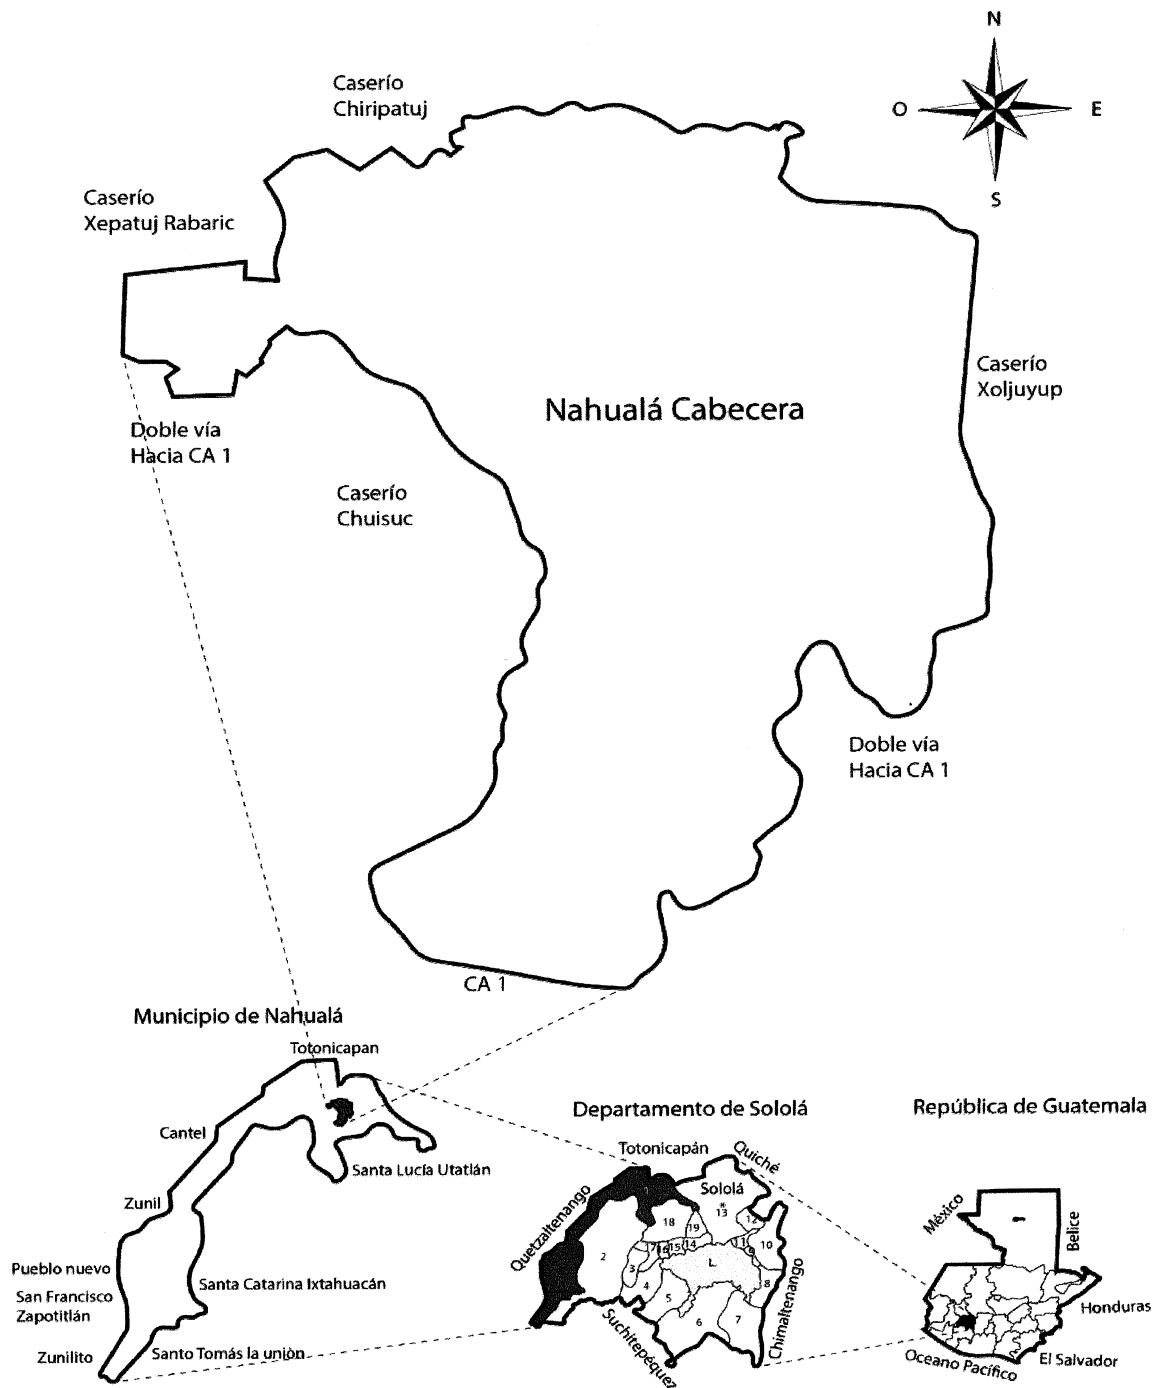 N
Caserío
Chiripatuj
O
E
S
Caserío
Xepatuj Rabaric
Caserío
Xoljuyup
Nahualá Cabecera
Doble vía
Hacia CA 1
Caserío
Chuisuc
Doble vía
Hacia CA 1
CA 1
Municipio de Nahualá
Totonicapan
Cantel
Santa Lucía Utatlán
Zunil
Pueblo nuevo
San Francisco
Zapotitlán
Santa Catarina Ixtahuacán
Zunilito
Santo Tomás la uniòn
Departamento de Sololá
Totonicapán
Quiché
Sololá
Quetzaltenango
*
13
18
19
12
2
7
15
14
11
10
3
L
4
5
8
6
7
Suchitepéquez
Chimaltenango
República de Guatemala
México
Belice
Honduras
Oceano Pacífico
El Salvador